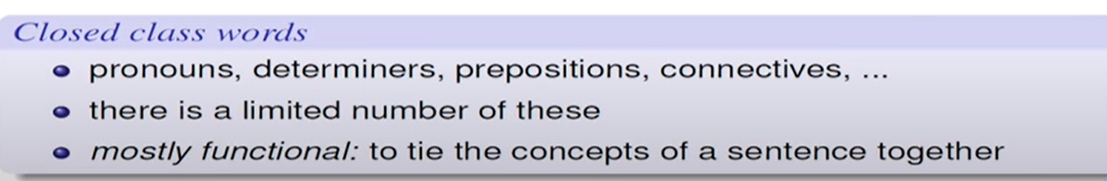 Closed class words
pronouns, determiners, prepositions, connectives, ...
there is a limited number of these
mostly functional: to tie the concepts of a sentence together